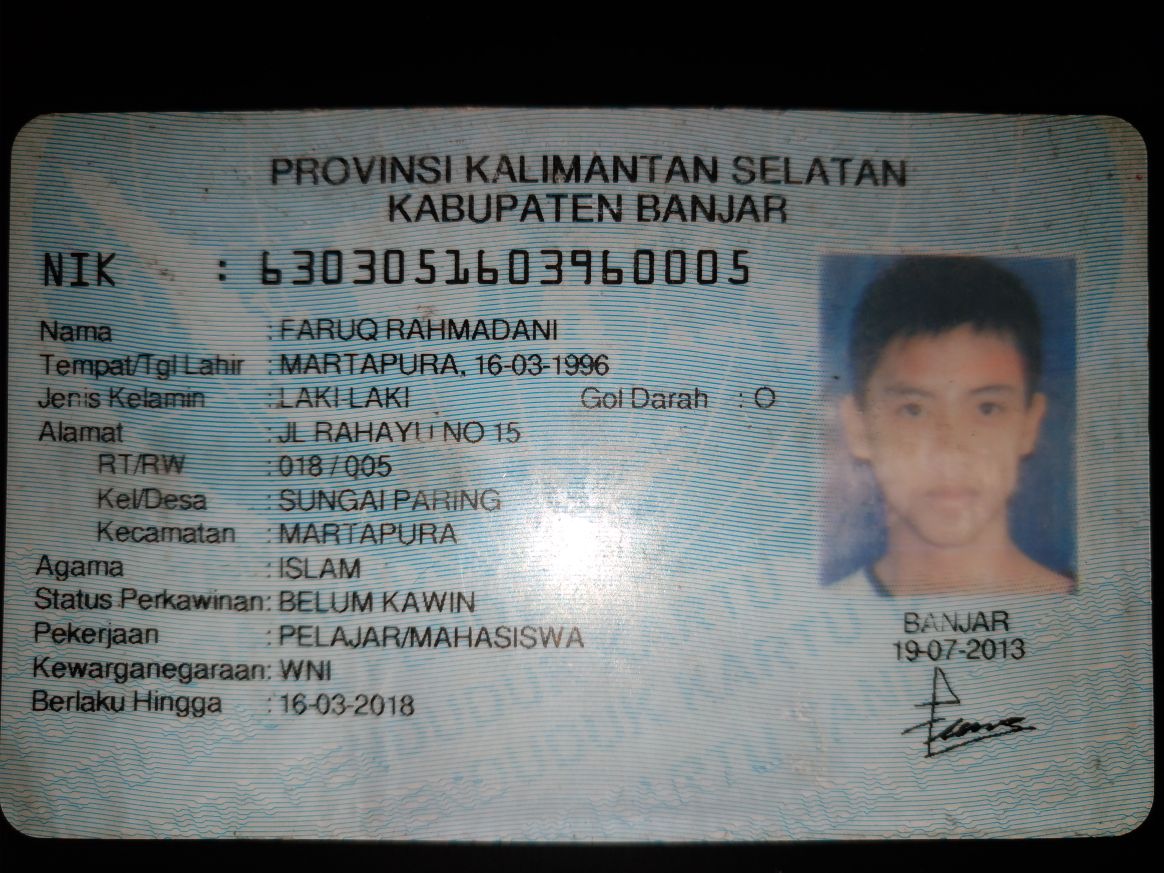 PROVINSI KALIMANTAN SELATAN
KABUPATEN BANJAR
NIK : 6303051603960005
Nama : FARUQ RAHMADANI
Tempat/Tgl Lahir : MARTAPURA, 16-03-1996
Jenis Kelamin : LAKI-LAKI Gol Darah : O
Alamat : JL RAHAYU NO 15
RT/RW : 018 / 005
Kel/Desa : SUNGAI PARING
Kecamatan : MARTAPURA
Agama : ISLAM
Status Perkawinan: BELUM KAWIN
Pekerjaan : PELAJAR/MAHASISWA
Kewarganegaraan: WNI
Berlaku Hingga : 16-03-2018
BANJAR
19-07-2013